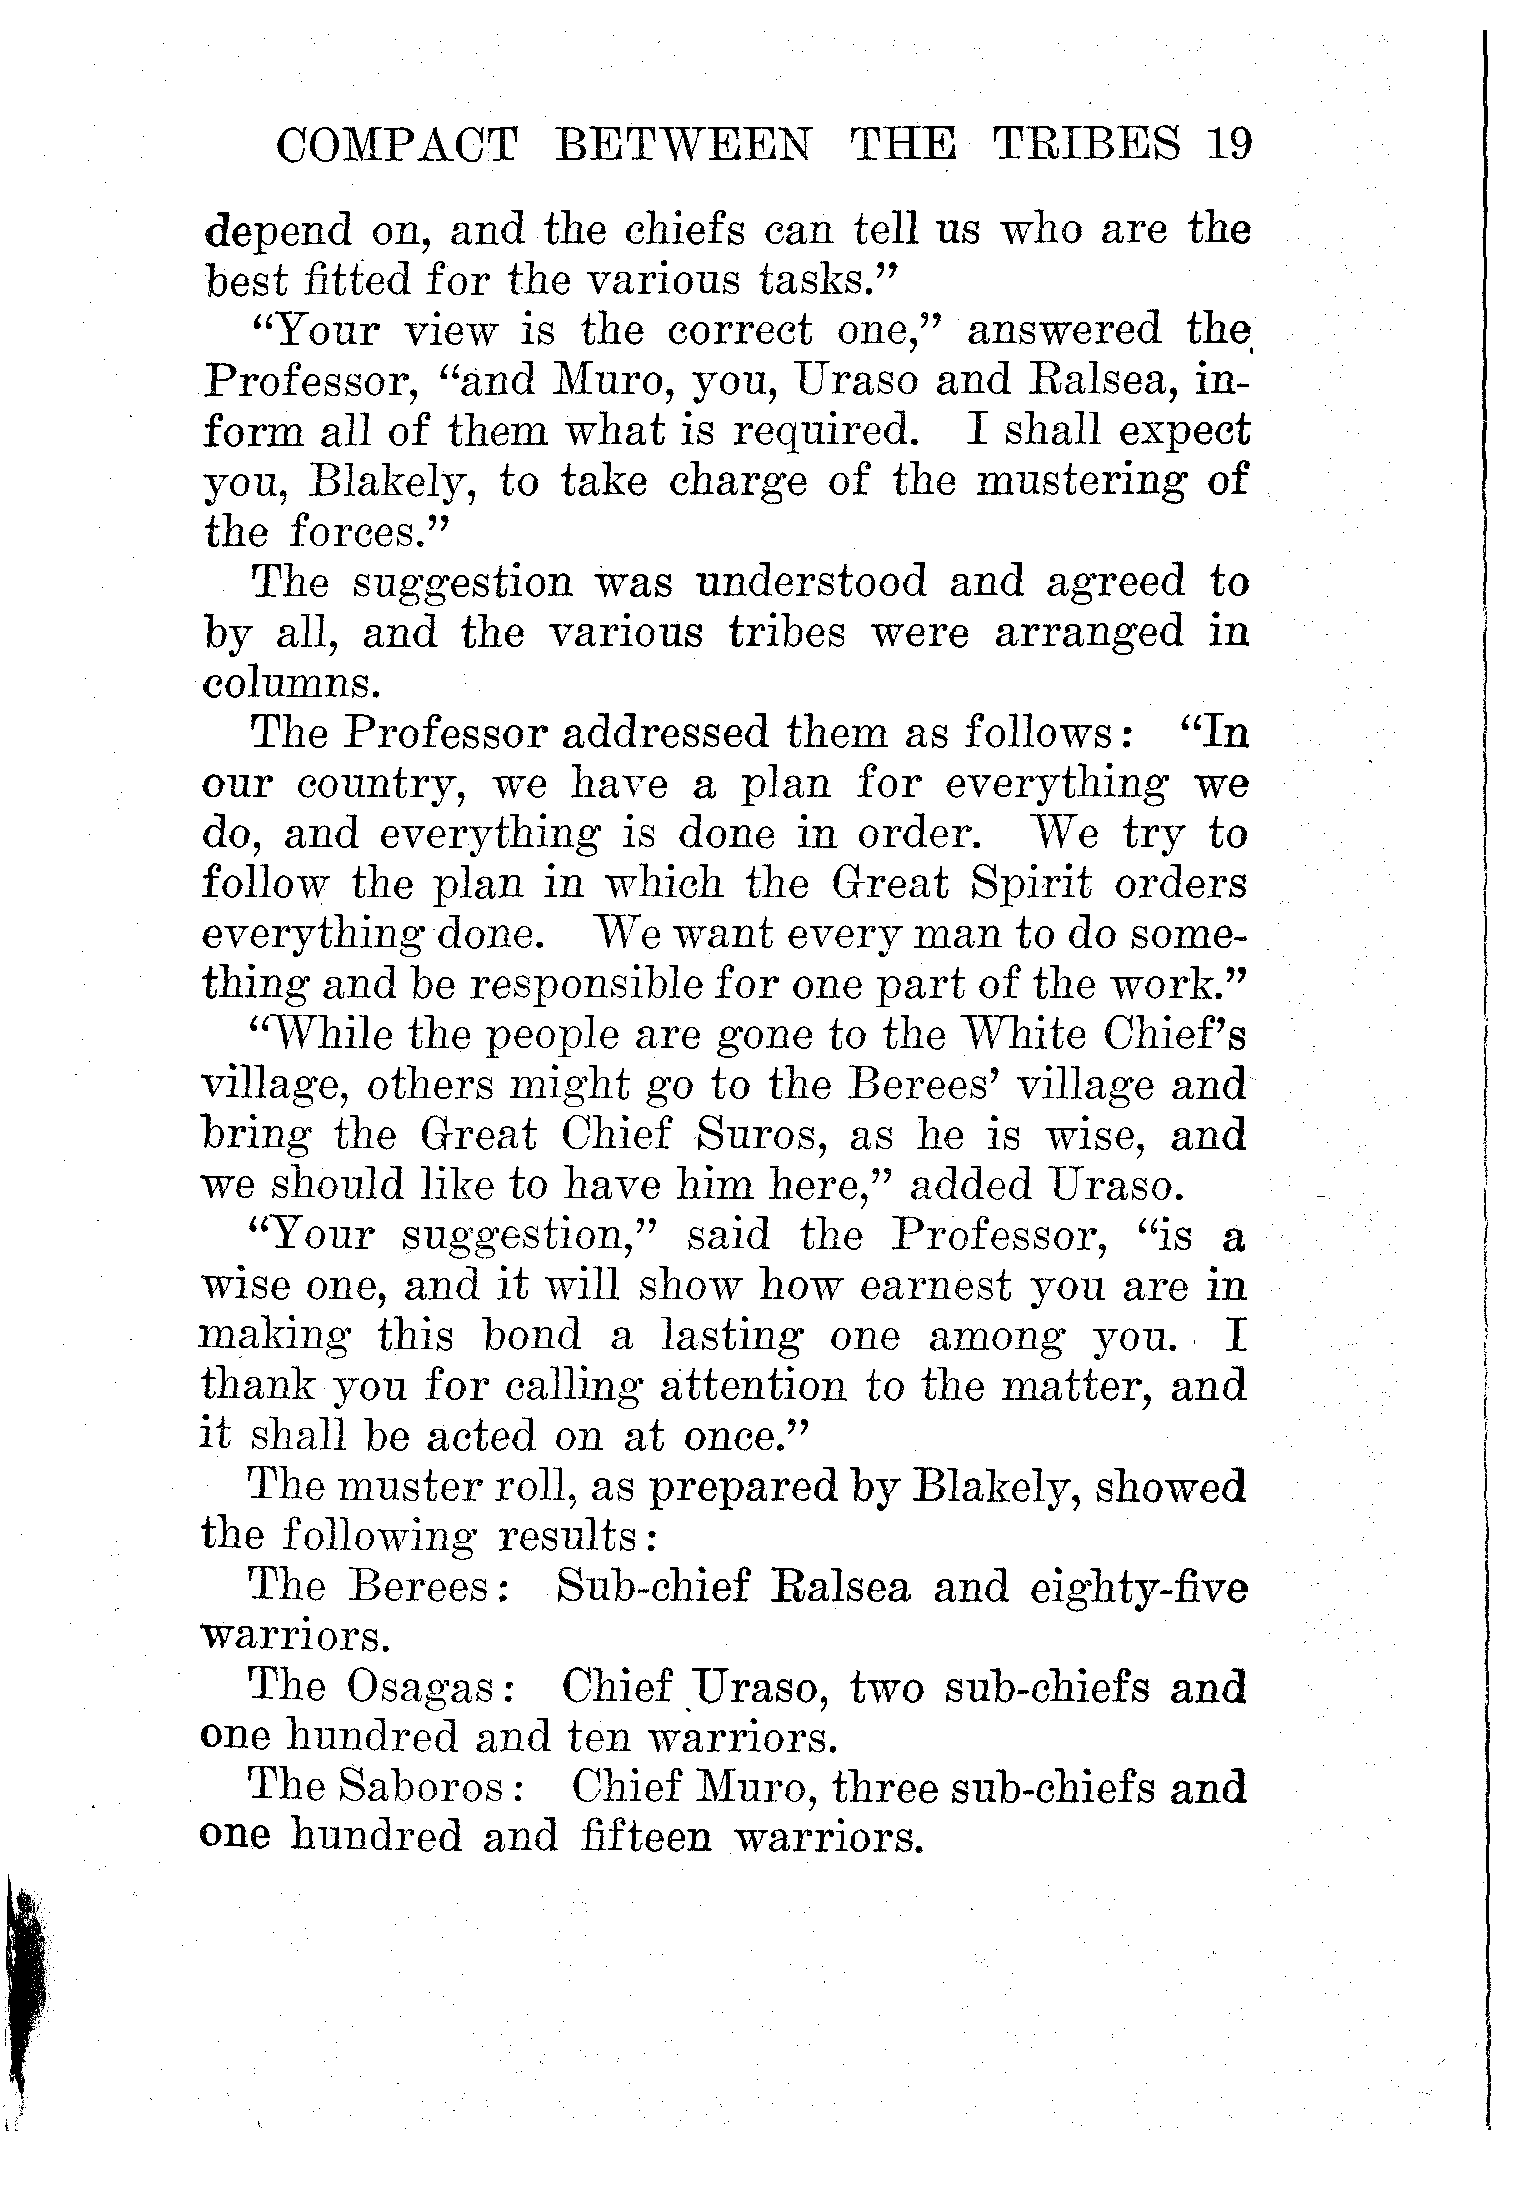 COMPACT BETWEEN THE TRIBES 19
depend on, and the chiefs can tell us who are the
best fitted for the various tasks.”
“Your view is the correct one,” answered the
Professor, “and Muro, you, Uraso and Ralsea, in-
form all of them what is required. I shall expect
you, Blakely, to take charge of the mustering of
the forces.”
The suggestion was understood and agreed to
by all, and the various tribes were arranged in
columns.
The Professor addressed them as follows: “In
our country, we have a plan for everything we
do, and everything is done in order. We try to
follow the plan in which the Great Spirit orders
everything done. We want every man to do some-
thing and be responsible for one part of the work.”
“While the people are gone to the White Chief’s
village, others might go to the Berees’ village and
bring the Great Chief Suros, as he is wise, and
we should like to have him here,” added Uraso.
“Your suggestion,” said the Professor, “is a
wise one, and it will show how earnest you are in
making this bond a lasting one among you. I
thank you for calling attention to the matter, and
it shall be acted on at once.”
The muster roll, as prepared by Blakely, showed
the following results:
The Berees: Sub-chief Ralsea and eighty-five
warriors.
The Osagas: Chief Uraso, two sub-chiefs and
one hundred and ten warriors.
The Saboros: Chief Muro, three sub-chiefs and
one hundred and fifteen warriors.